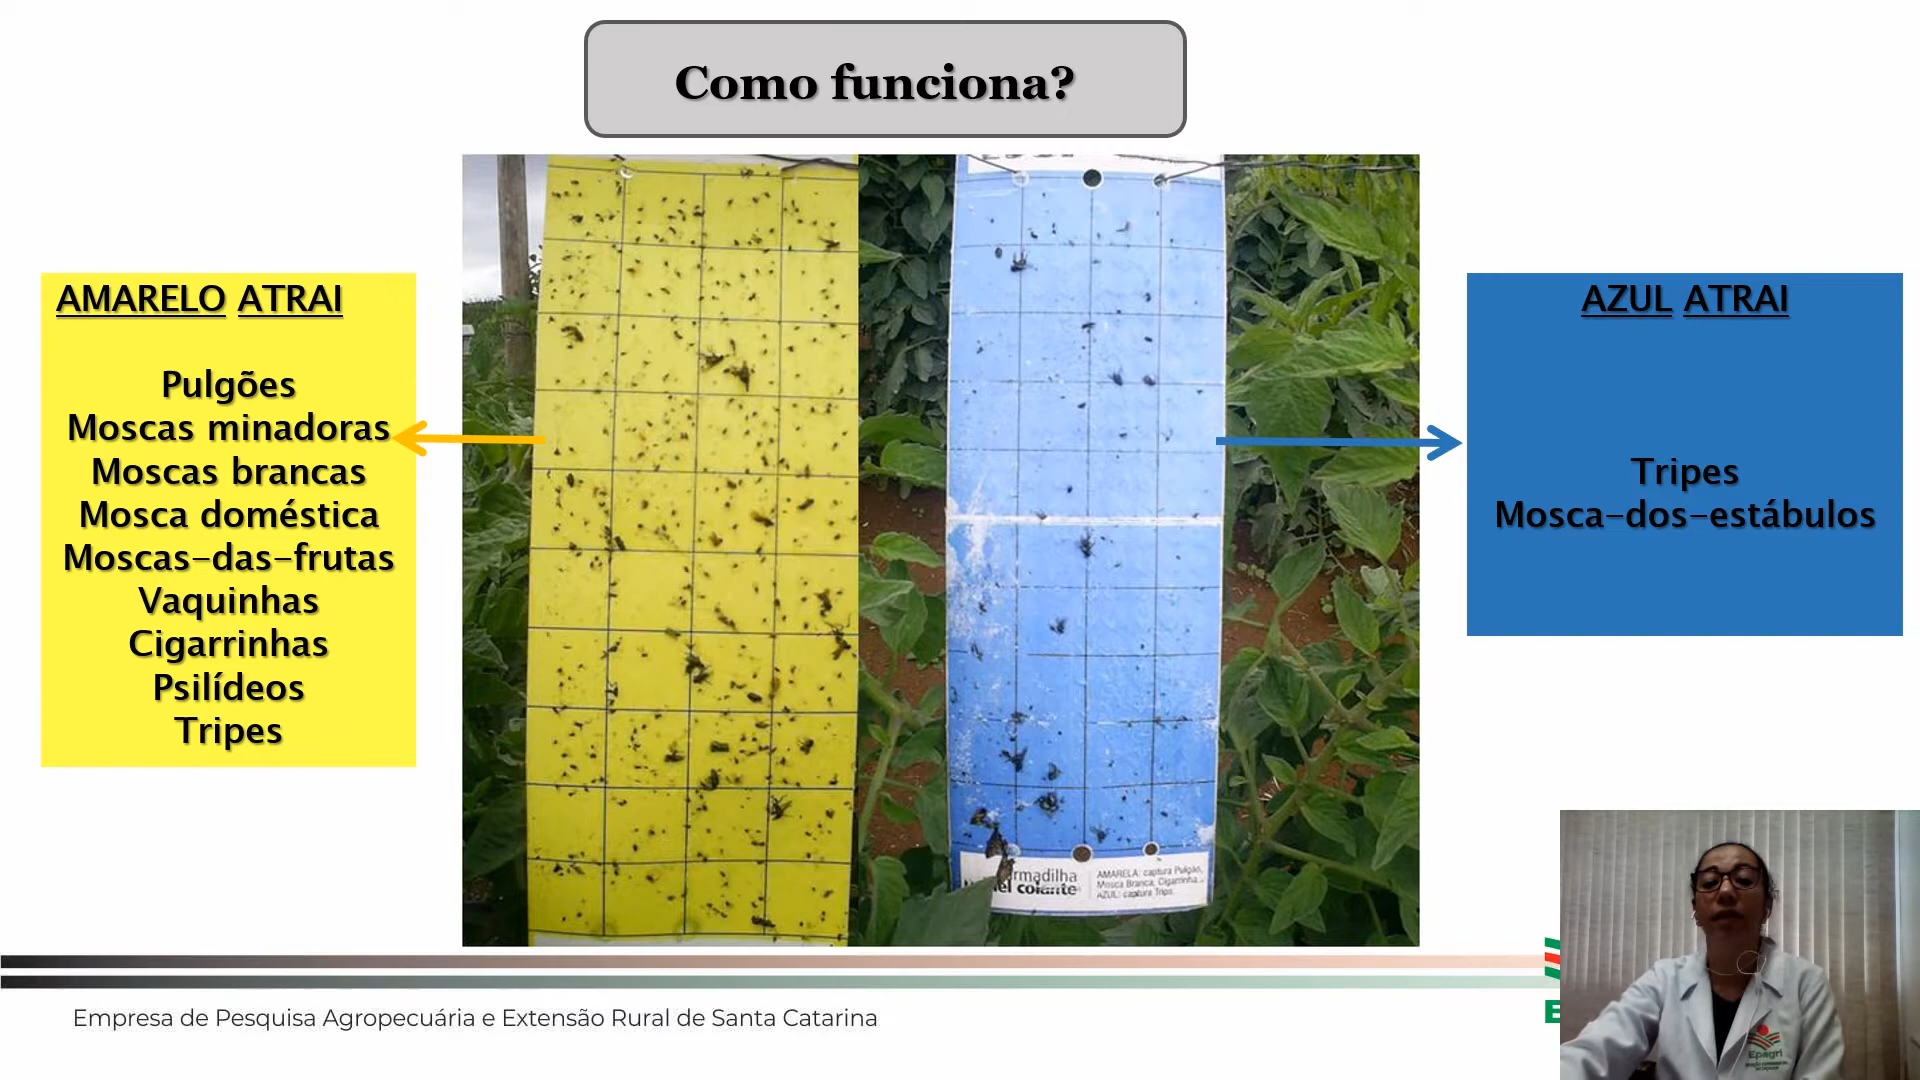 Como funciona?
AMARELO ATRAI
Pulgões
Moscas minadoras
Moscas brancas
Mosca doméstica
Moscas-das-frutas
Vaquinhas
Cigarrinhas
Psilídeos
Tripes
AZUL ATRAI
Tripes
Mosca-dos-estábulos
rmadilha
el colante
AMARELA: captura Pulgão,
Mosca Branca, Cigarrinha...
AZUL: captura Trips.
Empresa de Pesquisa Agropecuária e Extensão Rural de Santa Catarina
E
Epagri